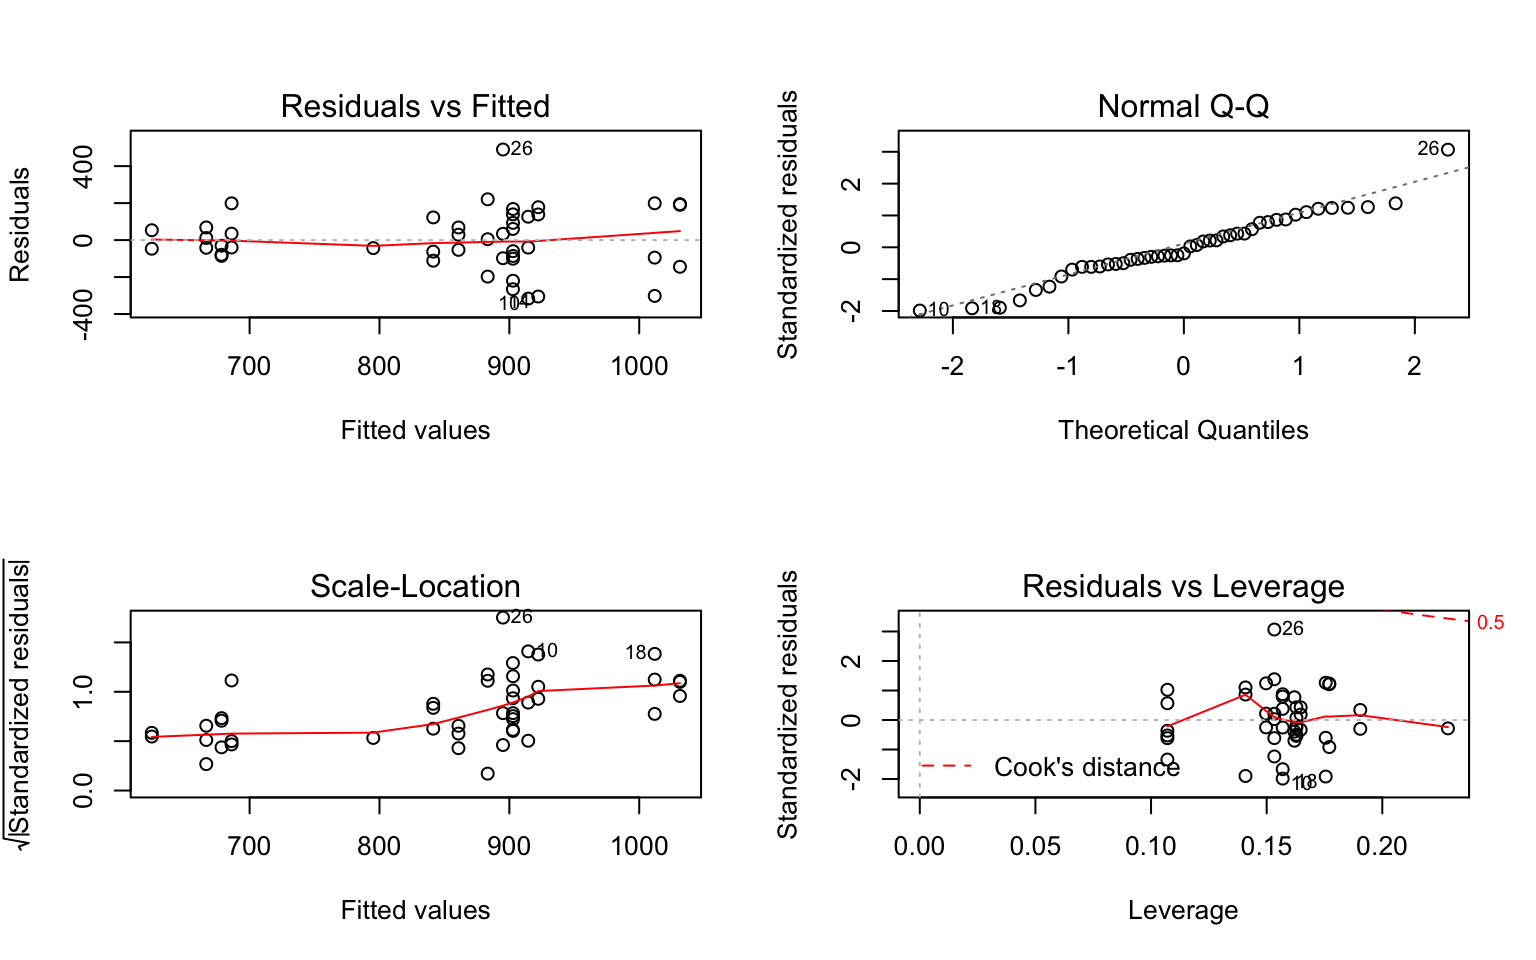 Residuals vs Fitted
Residuals
400
0
-400
26
104
700 800 900 1000
Fitted values
Normal Q-Q
Standardized residuals
2
0
-2
26
10
18
-2 -1 0 1 2
Theoretical Quantiles
Scale-Location
√|Standardized residuals|
1.0
0.0
26
10
18
700 800 900 1000
Fitted values
Residuals vs Leverage
Standardized residuals
2
0
-2
0.5
26
Cook's distance
10
18
0.00 0.05 0.10 0.15 0.20
Leverage